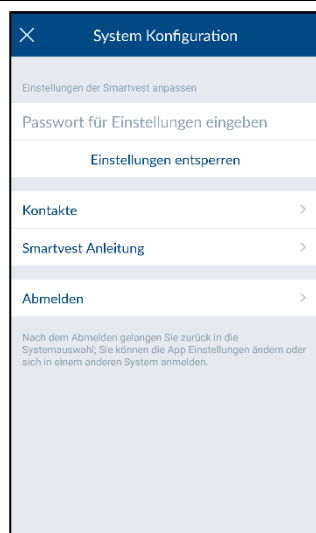 System Konfiguration
Einstellungen der Smartvest anpassen
Passwort für Einstellungen eingeben
Einstellungen entsperren
Kontakte
Smartvest Anleitung
Abmelden
Nach dem Abmelden gelangen Sie zurück in die
Systemauswahl; Sie können die App Einstellungen ändern oder
sich in einem anderen System anmelden.